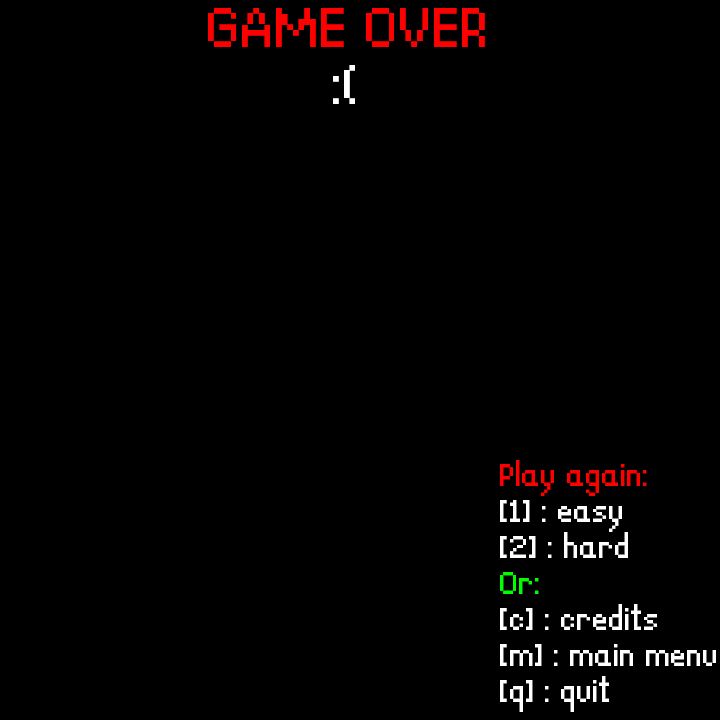 GAME OVER
:(
Play again:
[1] : easy
[2] : hard
Or:
[c] : credits
[m] : main menu
[q] : quit